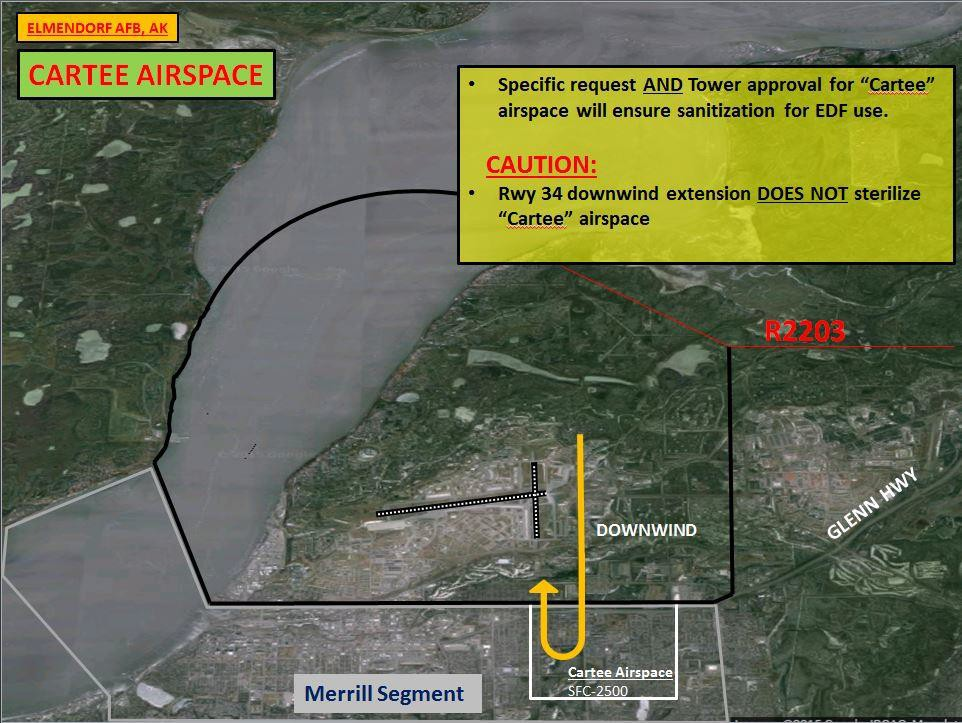 ELMENDORF AFB, AK
CARTEE AIRSPACE
• Specific request AND Tower approval for “Cartee”
airspace will ensure sanitization for EDF use.
CAUTION:
• Rwy 34 downwind extension DOES NOT sterilize
“Cartee” airspace
R2203
GLENN HWY
DOWNWIND
Cartee Airspace
SFC-2500
Merrill Segment